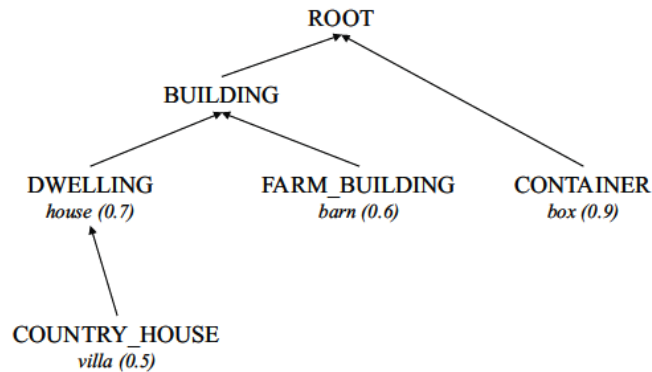 ROOT
BUILDING
DWELLING
house (0.7)
FARM_BUILDING
barn (0.6)
CONTAINER
box (0.9)
COUNTRY_HOUSE
villa (0.5)